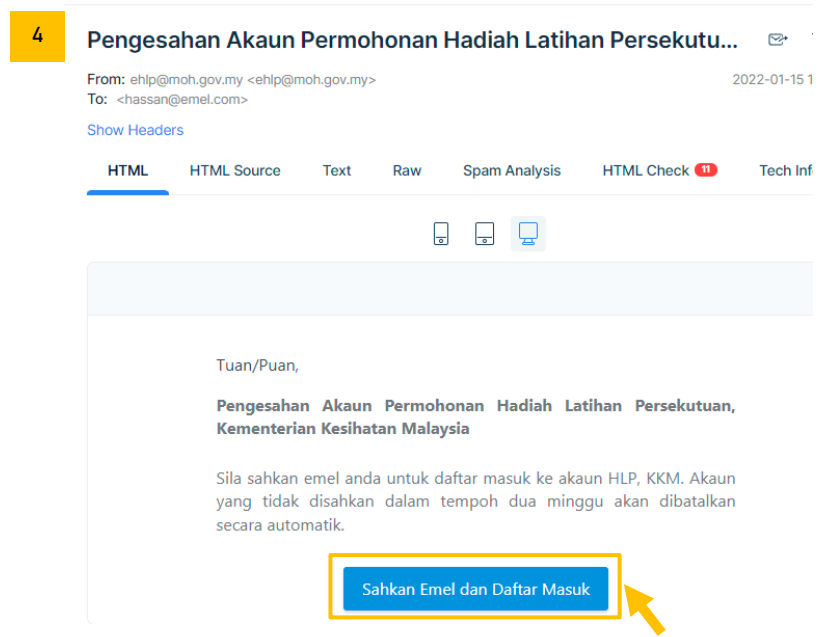 4
Pengesahan Akaun Permohonan Hadiah Latihan Persekutu...
From: ehlp@moh.gov.my <ehlp@moh.gov.my>
2022-01-15 1
To: <hassan@emel.com>
Show Headers
HTML HTML Source Text Raw Spam Analysis HTML Check 11 Tech Inf
Tuan/Puan,
Pengesahan Akaun Permohonan Hadiah Latihan Persekutuan,
Kementerian Kesihatan Malaysia
Sila sahkan emel anda untuk daftar masuk ke akaun HLP, KKM. Akaun
yang tidak disahkan dalam tempoh dua minggu akan dibatalkan
secara automatik.
Sahkan Emel dan Daftar Masuk